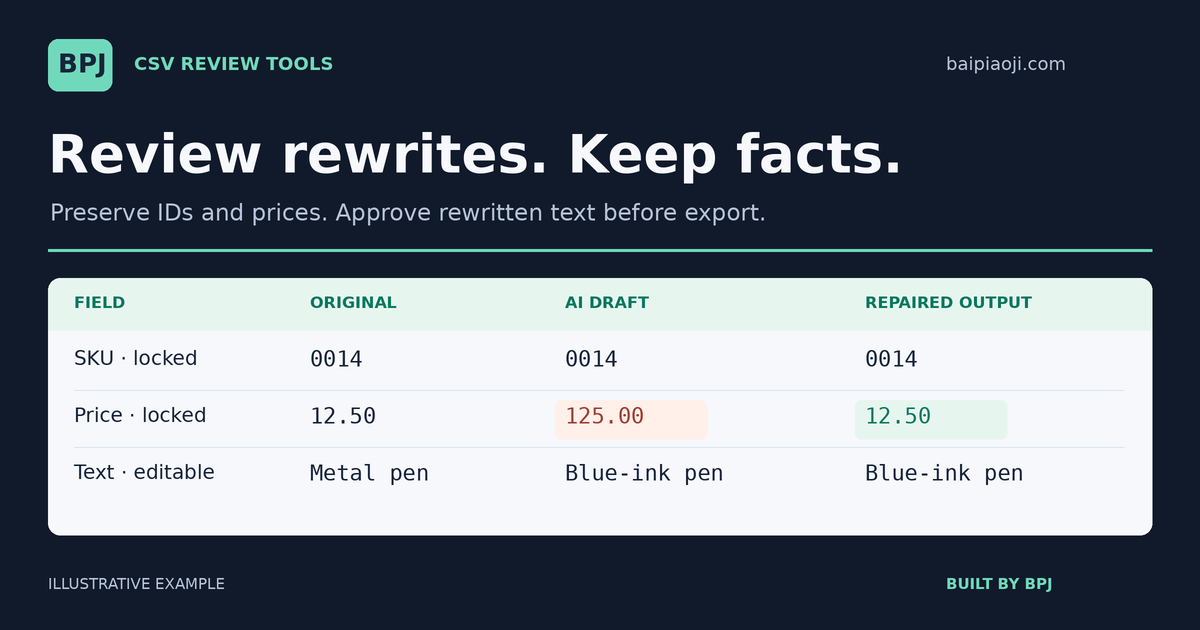 BPJ CSV REVIEW TOOLS baipiaoji.com
Review rewrites. Keep facts.
Preserve IDs and prices. Approve rewritten text before export.
FIELD ORIGINAL AI DRAFT REPAIRED OUTPUT
SKU · locked 0014 0014 0014
Price · locked 12.50 125.00 12.50
Text · editable Metal pen Blue-ink pen Blue-ink pen
ILLUSTRATIVE EXAMPLE BUILT BY BPJ